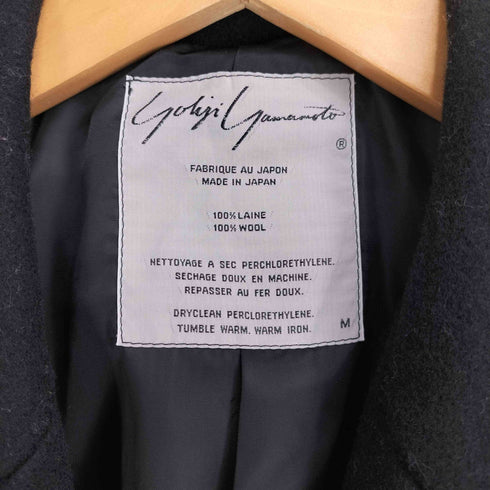 Yohji Yamamoto
®
FABRIQUE AU JAPON
MADE IN JAPAN
100% LAINE
100% WOOL
NETTOYAGE A SEC PERCHLORETHYLENE.
SECHAGE DOUX EN MACHINE.
REPASSER AU FER DOUX.
DRYCLEAN PERCLORETHYLENE.
TUMBLE WARM. WARM IRON.
M